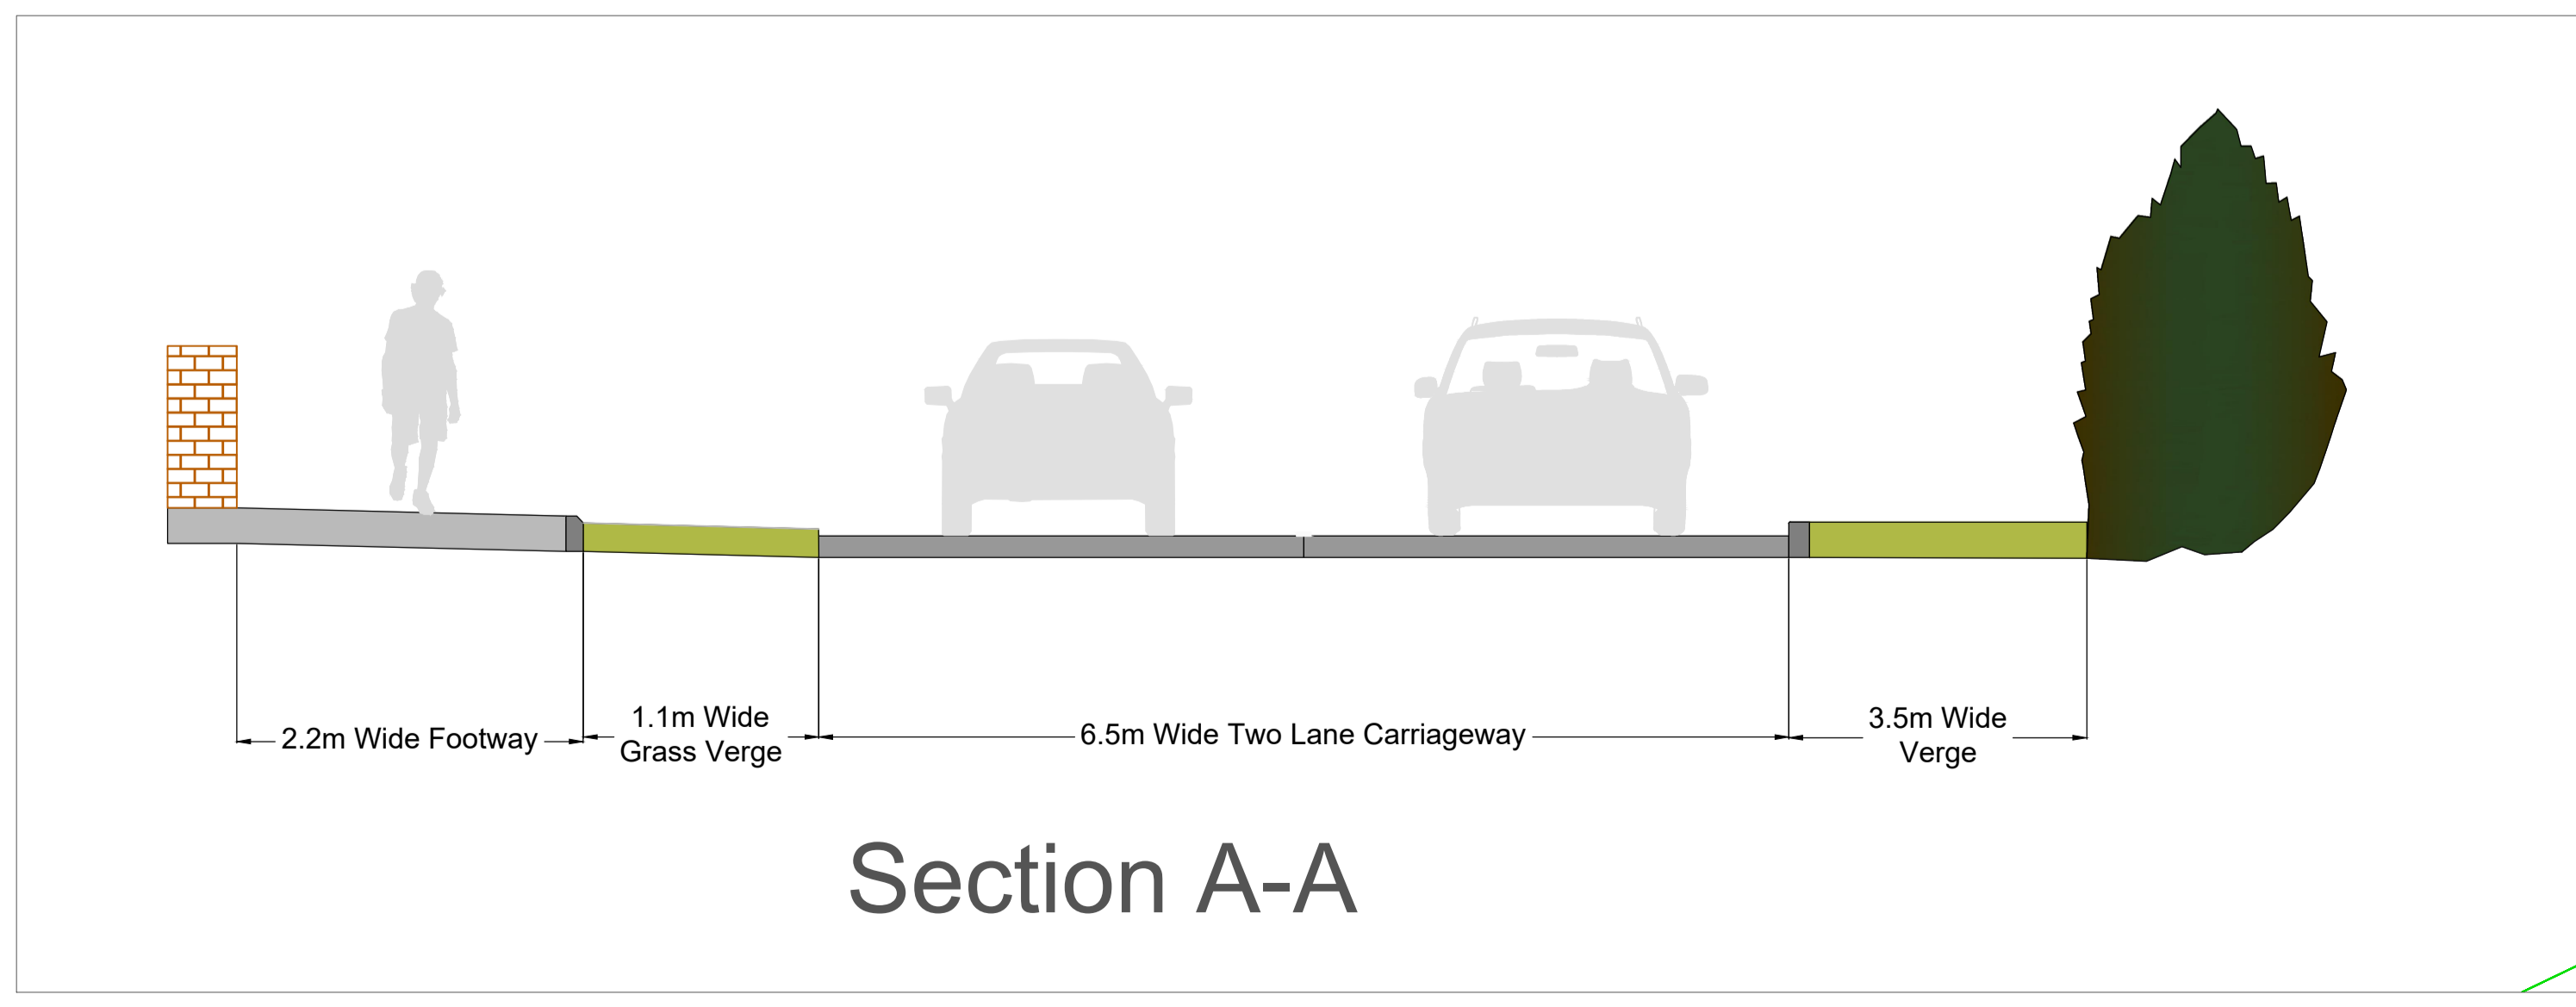 1.1m Wide
Grass Verge
2.2m Wide Footway
6.5m Wide Two Lane Carriageway
3.5m Wide
Verge
Section A-A